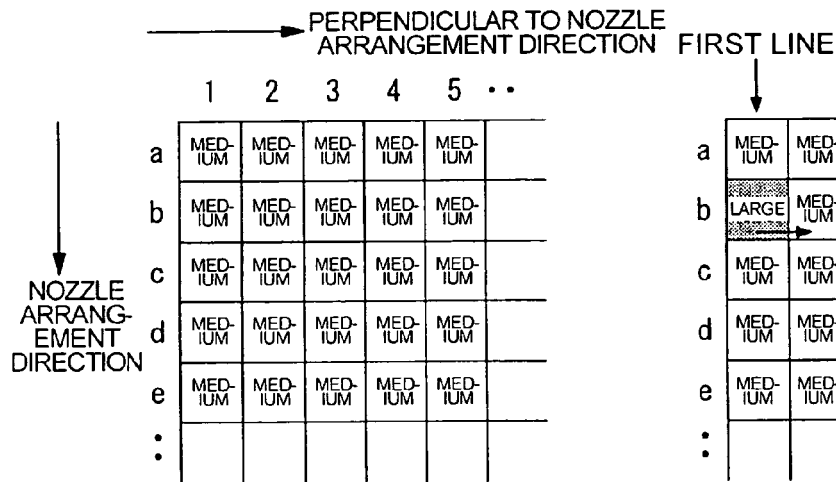 PERPENDICULAR TO NOZZLE
ARRANGEMENT DIRECTION
FIRST LINE
1 2 3 4 5 ··
a MED-IUM MED-IUM MED-IUM MED-IUM MED-IUM
b MED-IUM MED-IUM MED-IUM MED-IUM MED-IUM
c MED-IUM MED-IUM MED-IUM MED-IUM MED-IUM
d MED-IUM MED-IUM MED-IUM MED-IUM MED-IUM
e MED-IUM MED-IUM MED-IUM MED-IUM MED-IUM
:
NOZZLE
ARRANG-
EMENT
DIRECTION
a MED-IUM MED-IUM
b LARGE MED-IUM
c MED-IUM MED-IUM
d MED-IUM MED-IUM
e MED-IUM MED-IUM
: